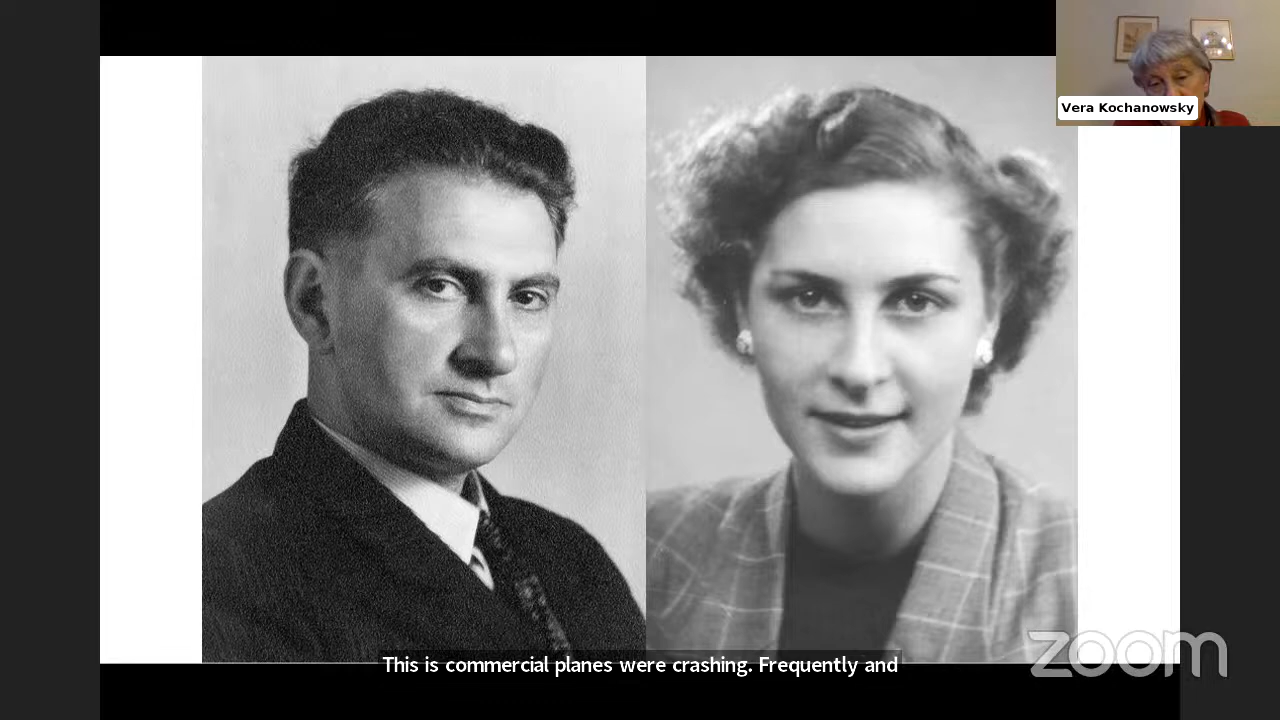 Vera Kochanowsky
This is commercial planes were crashing. Frequently and
zoom